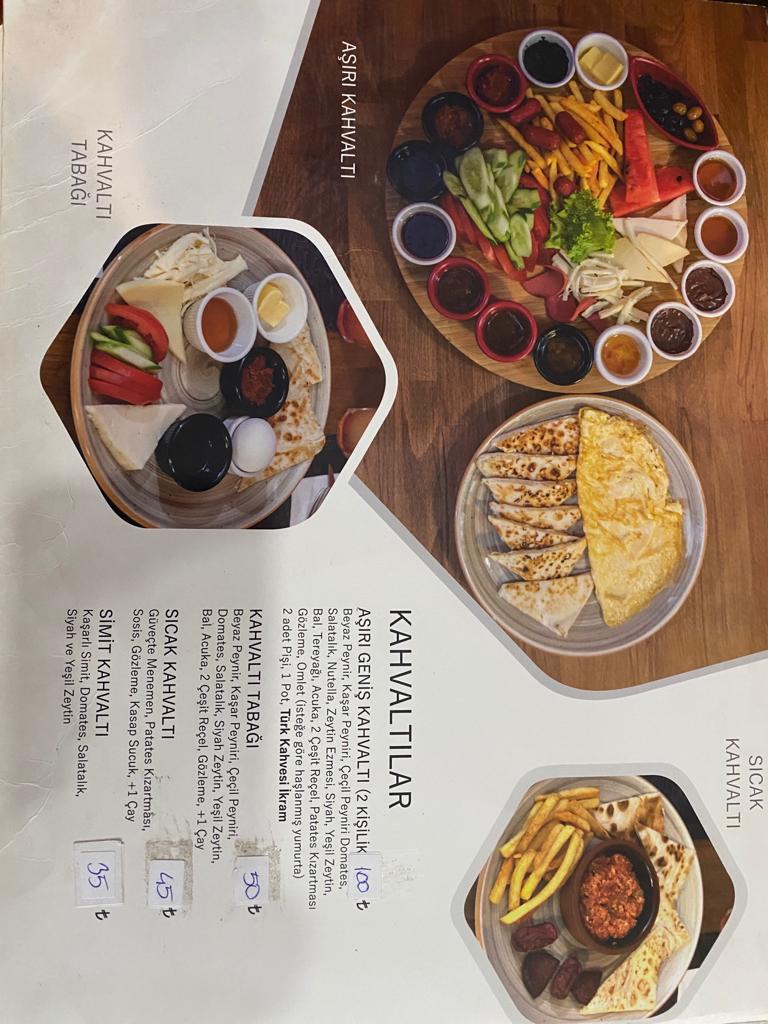 AŞIRI KAHVALTI
KAHVALTI
TABAĞI
SICAK
KAHVALTI
KAHVALTILAR
AŞIRI GENİŞ KAHVALTI (2 KİŞİLİK 100 ₺
Beyaz Peynir, Kaşar Peyniri, Çeçil Peyniri Domates,
Salatalık, Nutella, Zeytin Ezmesi, Siyah, Yeşil Zeytin,
Bal, Tereyağı, Acuka, 2 Çeşit Reçel, Patates Kızartması
Gözleme, Omlet (isteğe göre haşlanmış yumurta)
2 adet Pişi, 1 Pot, Türk Kahvesi İkram
KAHVALTI TABAĞI 50 ₺
Beyaz Peynir, Kaşar Peyniri, Çeçil Peyniri,
Domates, Salatalık, Siyah Zeytin, Yeşil Zeytin,
Bal, Acuka, 2 Çeşit Reçel, Gözleme, +1 Çay
SICAK KAHVALTI 45 ₺
Güveçte Menemen, Patates Kızartması,
Sosis, Gözleme, Kasap Sucuk, +1 Çay
SİMİT KAHVALTI 35 ₺
Kaşarlı Simit, Domates, Salatalık,
Siyah ve Yeşil Zeytin